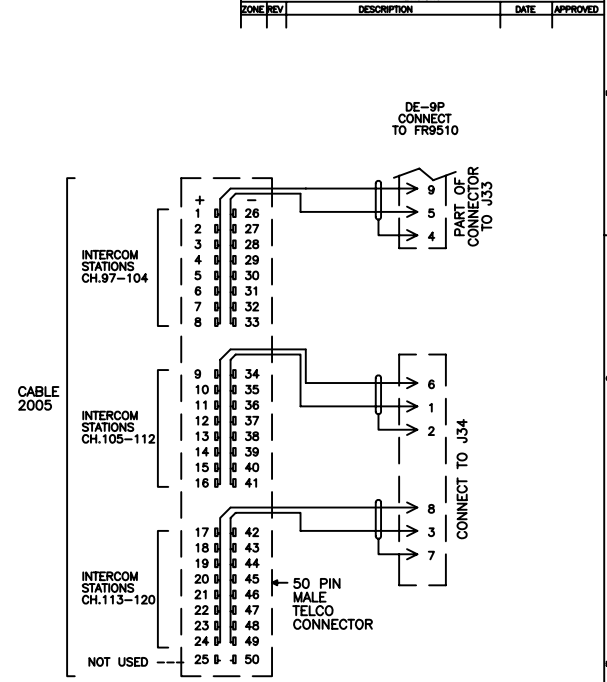 ZONE REV DESCRIPTION DATE APPROVED
DE-9P
CONNECT
TO FR9510
PART OF
CONNECTOR
TO J33
+ -
1 26
2 27
3 28
4 29
5 30
6 31
7 32
8 33
INTERCOM
STATIONS
CH.97-104
9
5
4
CABLE
2005
9 34
10 35
11 36
12 37
13 38
14 39
15 40
16 41
INTERCOM
STATIONS
CH.105-112
6
1
2
CONNECT TO J34
17 42
18 43
19 44
20 45
21 46
22 47
23 48
24 49
25 50
INTERCOM
STATIONS
CH.113-120
NOT USED
8
3
7
50 PIN
MALE
TELCO
CONNECTOR